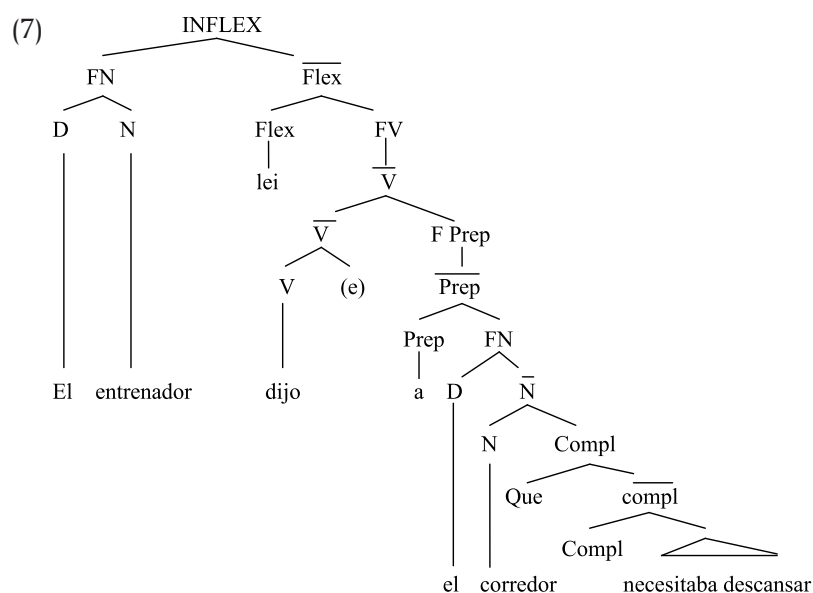 (7)
INFLEX
FN Flex
D N Flex FV
lei V
V F Prep
V (e) Prep
Prep FN
El entrenador dijo a D N
N Compl
Que compl
Compl
el corredor necesitaba descansar